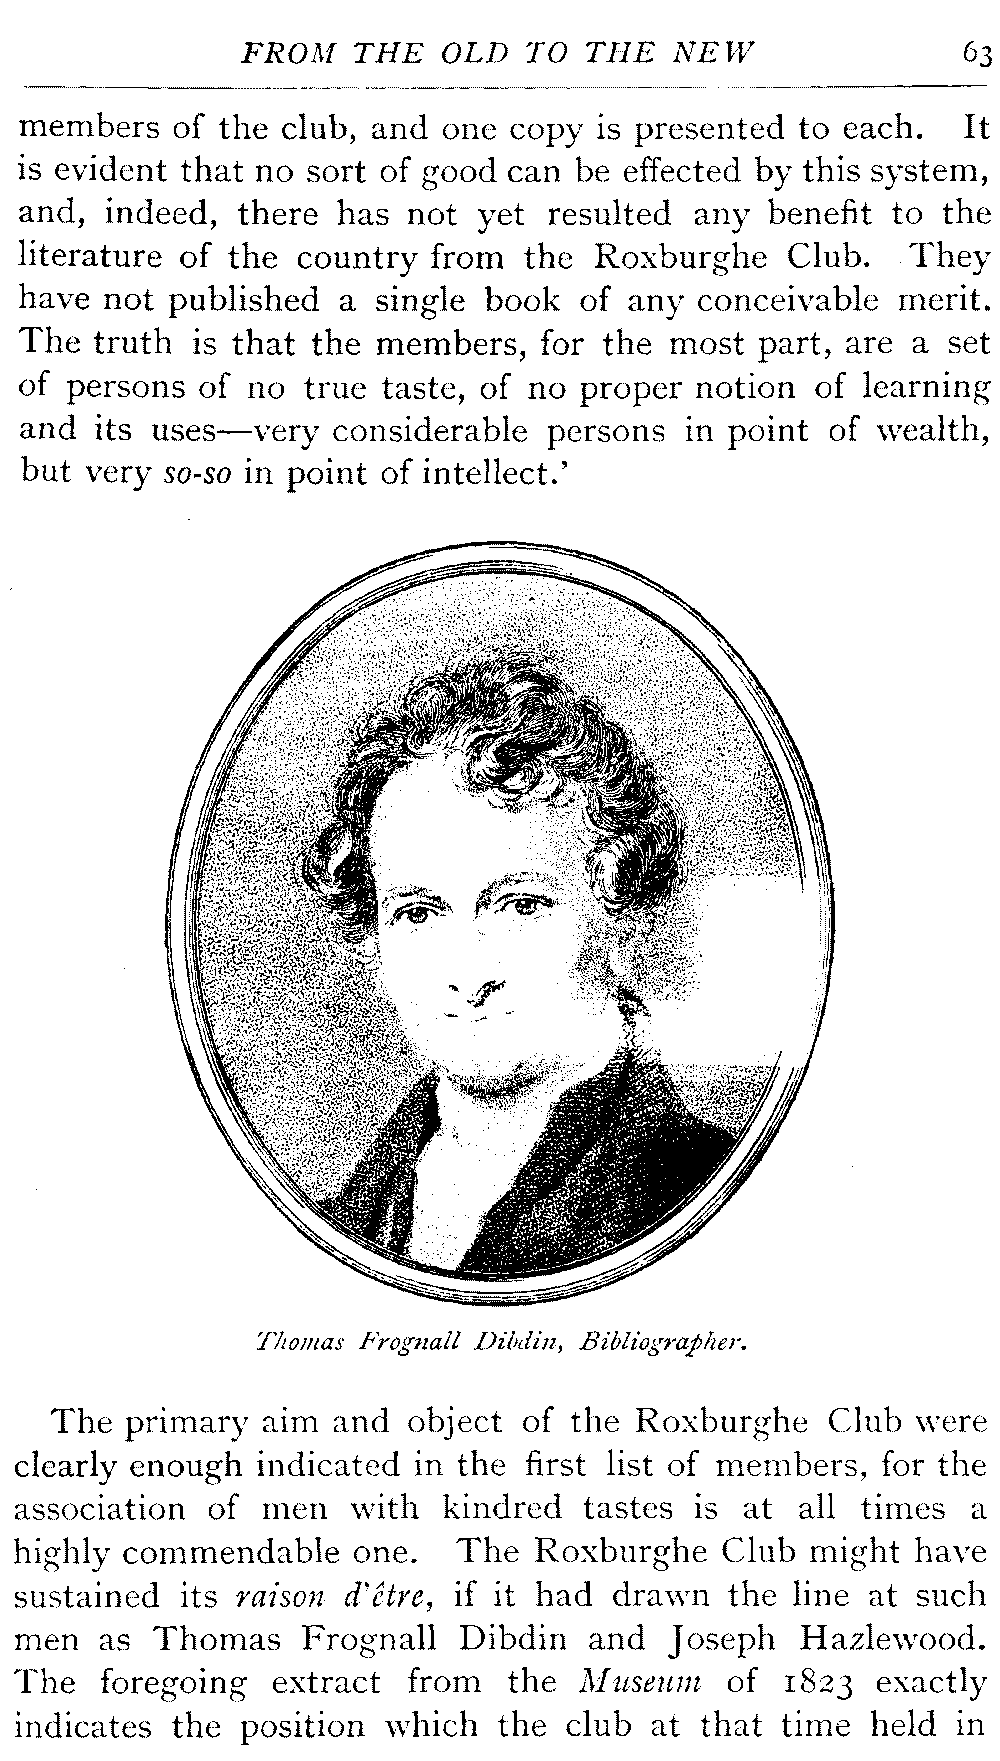 FROM THE OLD TO THE NEW 63
members of the club, and one copy is presented to each. It
is evident that no sort of good can be effected by this system,
and, indeed, there has not yet resulted any benefit to the
literature of the country from the Roxburghe Club. They
have not published a single book of any conceivable merit.
The truth is that the members, for the most part, are a set
of persons of no true taste, of no proper notion of learning
and its uses—very considerable persons in point of wealth,
but very so-so in point of intellect.’
Thomas Frognall Dibdin, Bibliographer.
The primary aim and object of the Roxburghe Club were
clearly enough indicated in the first list of members, for the
association of men with kindred tastes is at all times a
highly commendable one. The Roxburghe Club might have
sustained its raison d'être, if it had drawn the line at such
men as Thomas Frognall Dibdin and Joseph Hazlewood.
The foregoing extract from the Museum of 1823 exactly
indicates the position which the club at that time held in